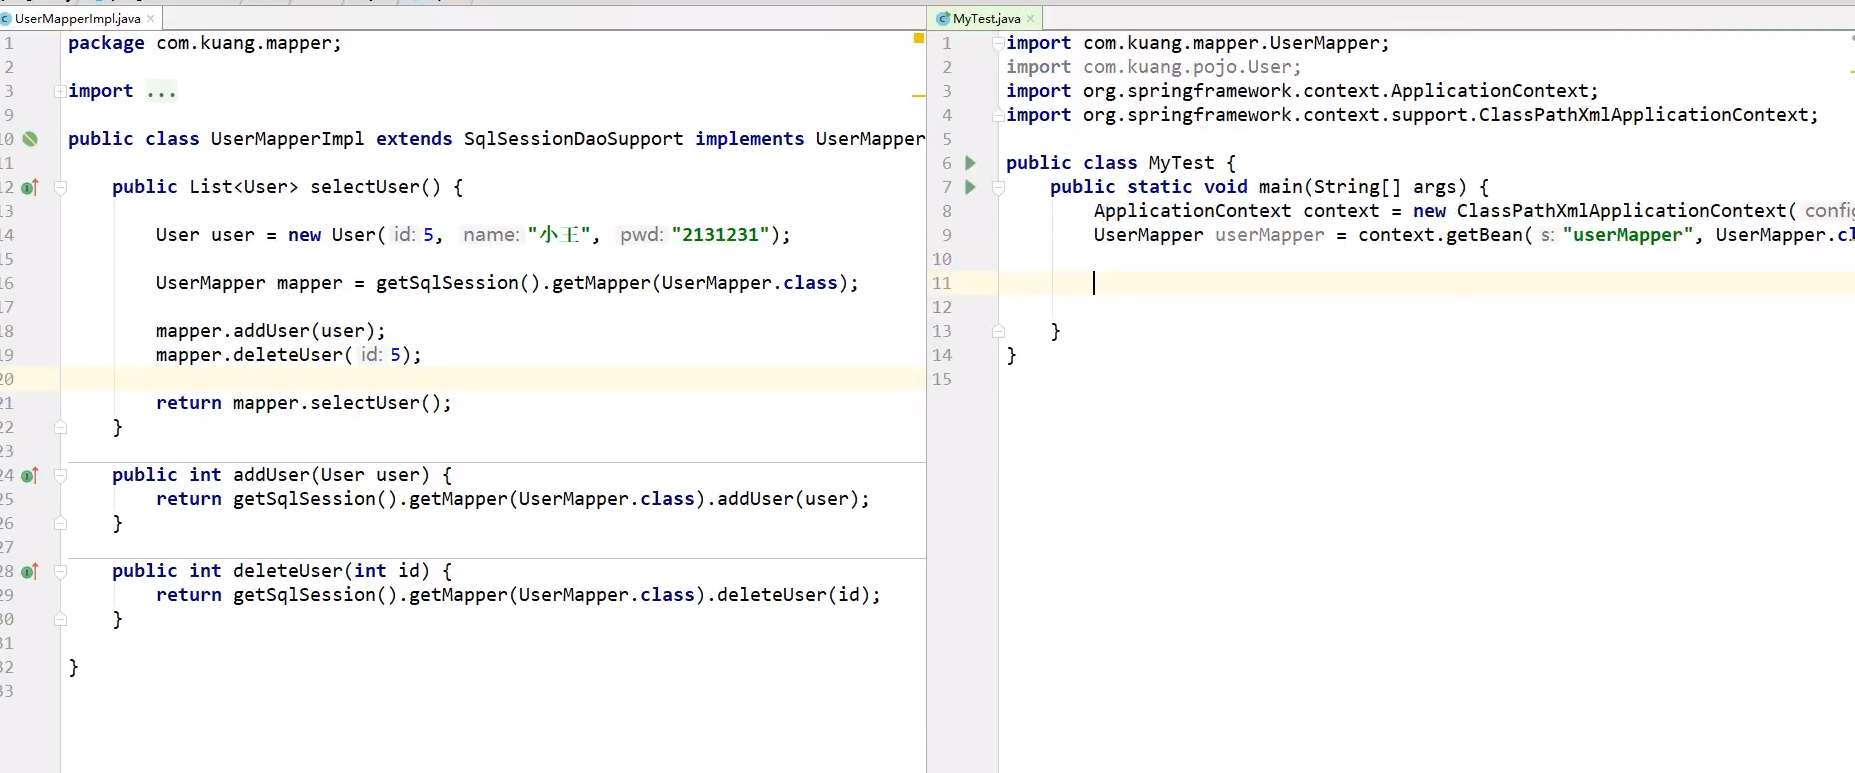 UserMapperImpl.java
1 package com.kuang.mapper;
2
3 import ...
9
10 public class UserMapperImpl extends SqlSessionDaoSupport implements UserMapper
11
12 public List<User> selectUser() {
13
14 User user = new User( id: 5, name: "小王", pwd: "2131231");
15
16 UserMapper mapper = getSqlSession().getMapper(UserMapper.class);
17
18 mapper.addUser(user);
19 mapper.deleteUser( id: 5);
20
21 return mapper.selectUser();
22 }
23
24 public int addUser(User user) {
25 return getSqlSession().getMapper(UserMapper.class).addUser(user);
26 }
27
28 public int deleteUser(int id) {
29 return getSqlSession().getMapper(UserMapper.class).deleteUser(id);
30 }
31
32 }
33
MyTest.java
1 import com.kuang.mapper.UserMapper;
2 import com.kuang.pojo.User;
3 import org.springframework.context.ApplicationContext;
4 import org.springframework.context.support.ClassPathXmlApplicationContext;
5
6 public class MyTest {
7 public static void main(String[] args) {
8 ApplicationContext context = new ClassPathXmlApplicationContext( config
9 UserMapper userMapper = context.getBean( s: "userMapper", UserMapper.cl
10
11
12
13 }
14 }
15